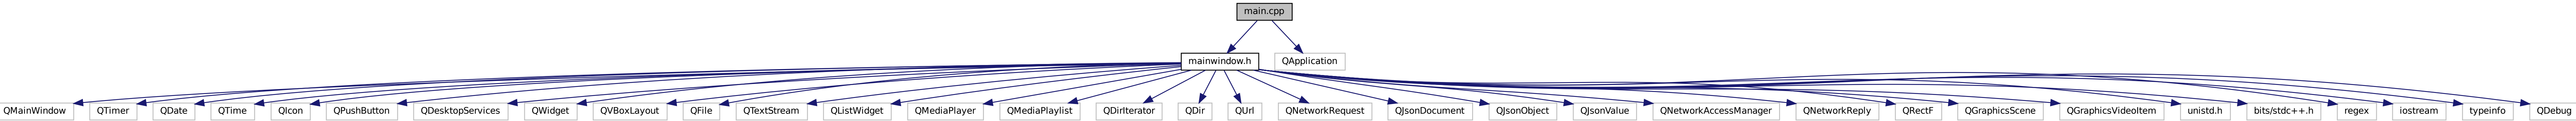 main.cpp
mainwindow.h QApplication
QMainWindow QTimer QDate QTime QIcon QPushButton QDesktopServices QWidget QVBoxLayout QFile QTextStream QListWidget QMediaPlayer QMediaPlaylist QDirIterator QDir QUrl QNetworkRequest QJsonDocument QJsonObject QJsonValue QNetworkAccessManager QNetworkReply QRectF QGraphicsScene QGraphicsVideoItem unistd.h bits/stdc++.h regex iostream typeinfo QDebug